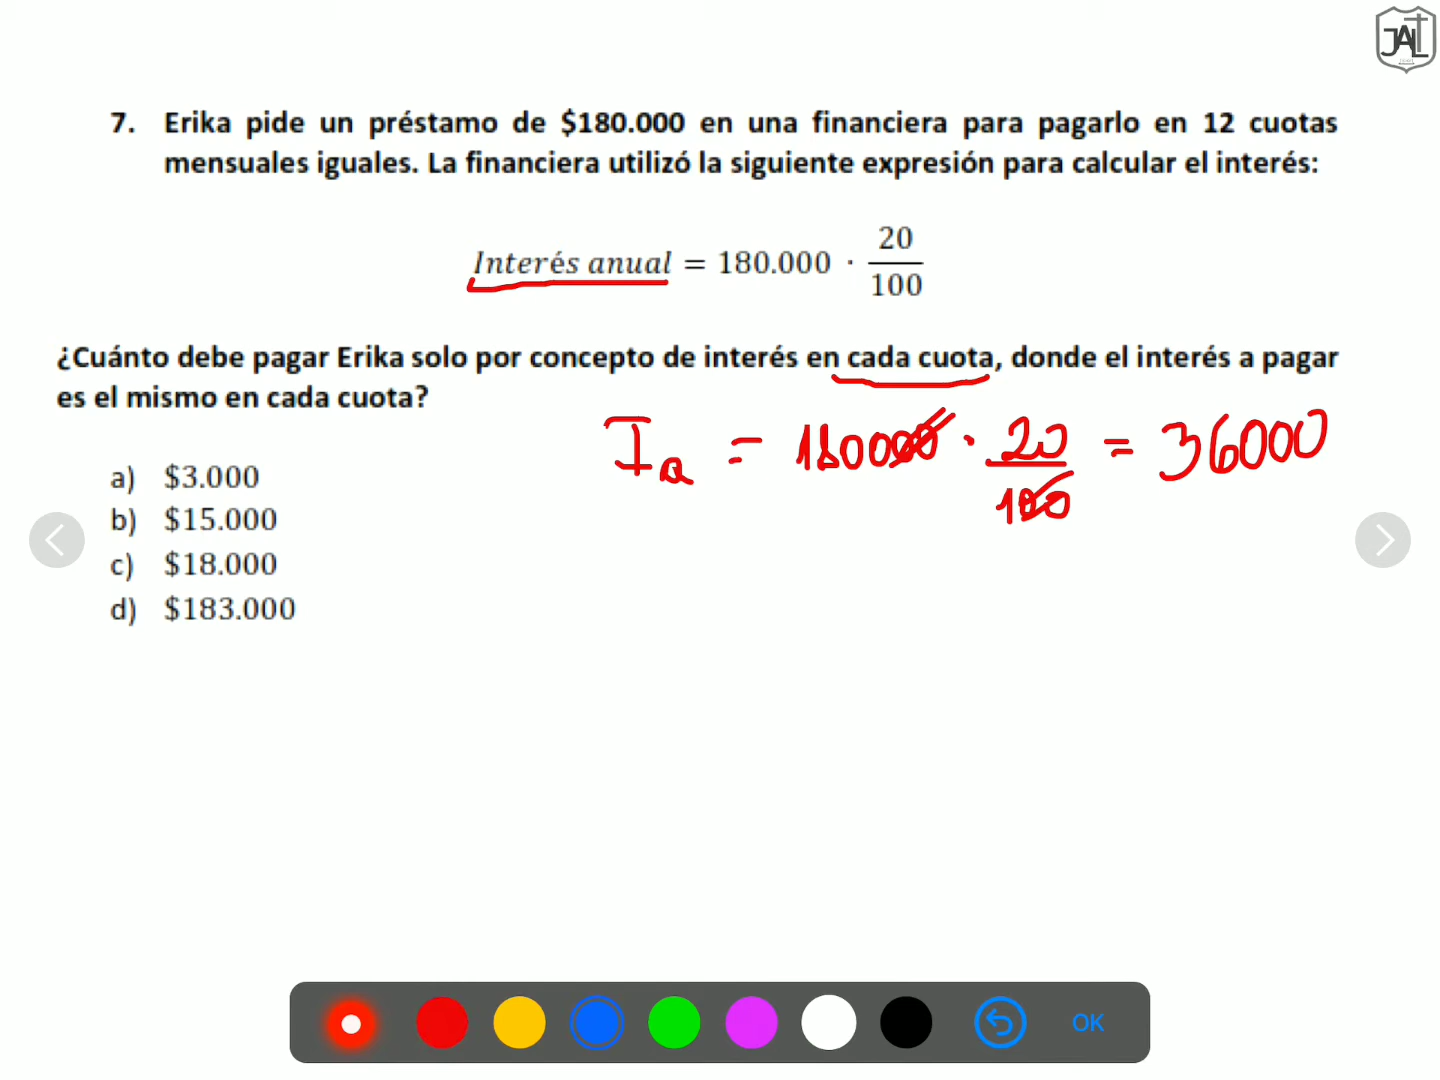 JALT
7. Erika pide un préstamo de $180.000 en una financiera para pagarlo en 12 cuotas
mensuales iguales. La financiera utilizó la siguiente expresión para calcular el interés:
Interés anual = 180.000 · 20/100
¿Cuánto debe pagar Erika solo por concepto de interés en cada cuota, donde el interés a pagar
es el mismo en cada cuota?
Ia = 180000 · 20/100 = 36000
a) $3.000
b) $15.000
c) $18.000
d) $183.000
OK